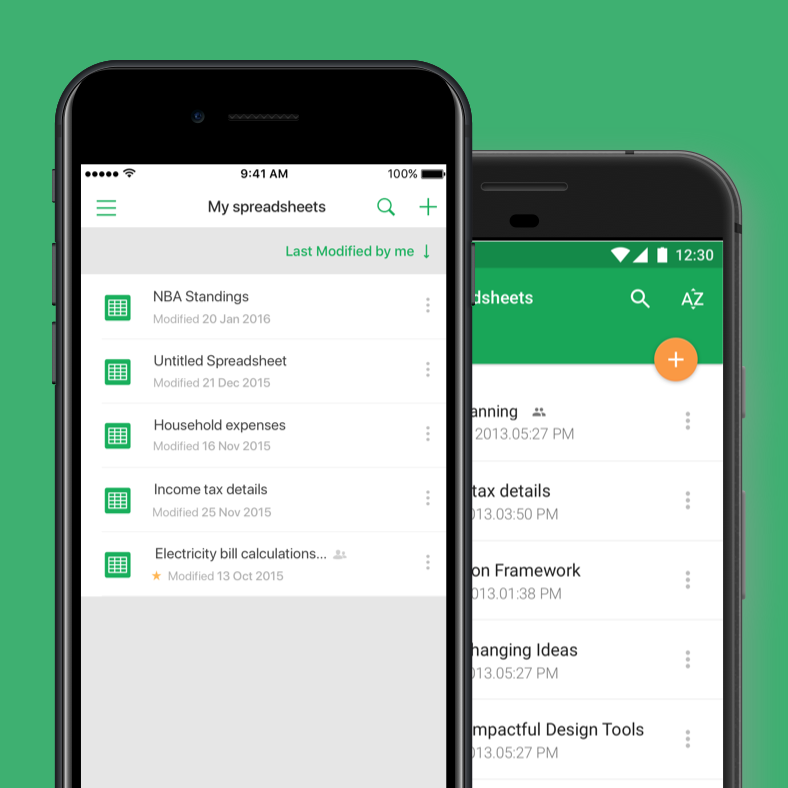 9:41 AM
100%
My spreadsheets
Last Modified by me
NBA Standings
Modified 20 Jan 2016
Untitled Spreadsheet
Modified 21 Dec 2015
Household expenses
Modified 16 Nov 2015
Income tax details
Modified 25 Nov 2015
Electricity bill calculations...
Modified 13 Oct 2015
12:30
dsheets
AZ
anning
2013.05:27 PM
tax details
013.03:50 PM
on Framework
013.01:38 PM
hanging Ideas
013.05:27 PM
mpactful Design Tools
013.05:27 PM